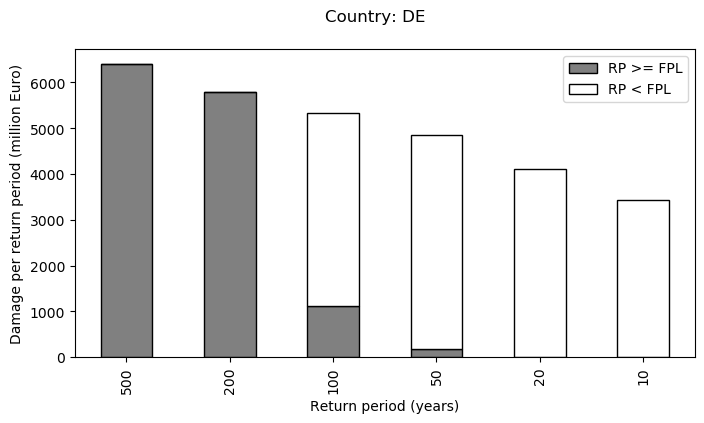 Country: DE
RP >= FPL
RP < FPL
Damage per return period (million Euro)
6000
5000
4000
3000
2000
1000
0
500
200
100
50
20
10
Return period (years)